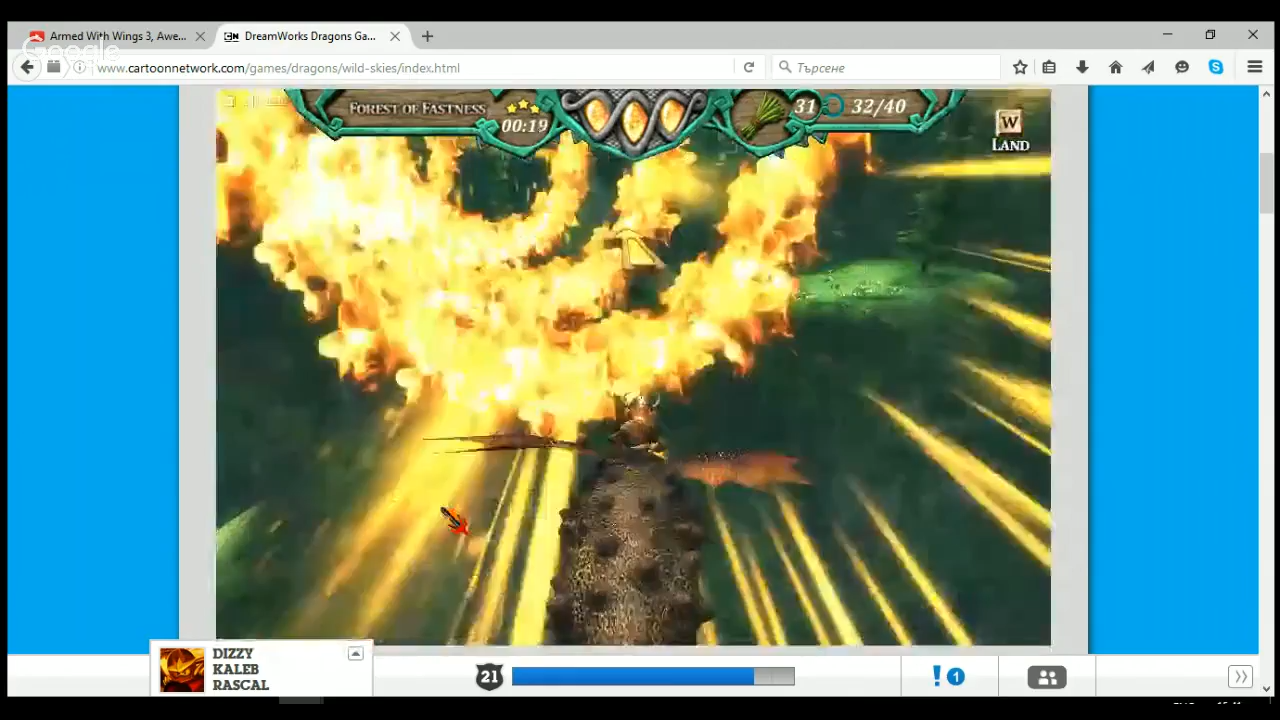 Armed With Wings 3, Awe...
DreamWorks Dragons Ga...
Google
www.cartoonnetwork.com/games/dragons/wild-skies/index.html
Търсене
FOREST OF FASTNESS
00:19
31
32/40
W
LAND
DIZZY
KALEB
RASCAL
21
! 1